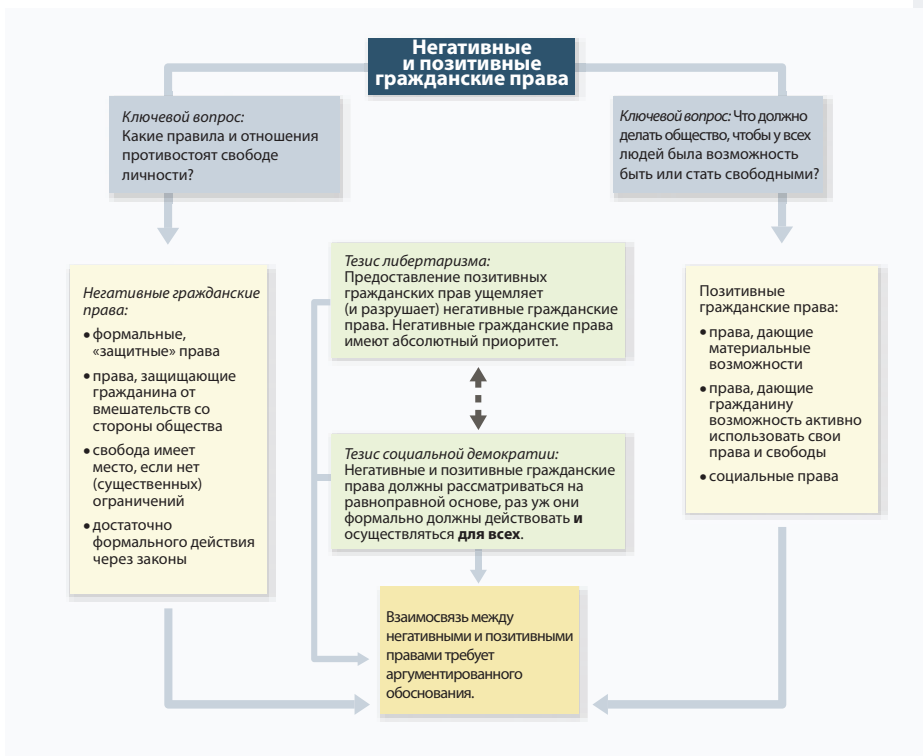 Негативные
и позитивные
гражданские права
Ключевой вопрос:
Какие правила и отношения
противостоят свободе
личности?
Ключевой вопрос: Что должно
делать общество, чтобы у всех
людей была возможность
быть или стать свободными?
Негативные гражданские
права:
• формальные,
«защитные» права
• права, защищающие
гражданина от
вмешательств со
стороны общества
• свобода имеет
место, если нет
(существенных)
ограничений
• достаточно
формального действия
через законы
Тезис либертаризма:
Предоставление позитивных
гражданских прав ущемляет
(и разрушает) негативные гражданские
права. Негативные гражданские права
имеют абсолютный приоритет.
Тезис социальной демократии:
Негативные и позитивные гражданские
права должны рассматриваться на
равноправной основе, раз уж они
формально должны действовать и
осуществляться для всех.
Позитивные
гражданские права:
• права, дающие
материальные
возможности
• права, дающие
гражданину
возможность активно
использовать свои
права и свободы
• социальные права
Взаимосвязь между
негативными и позитивными
правами требует
аргументированного
обоснования.